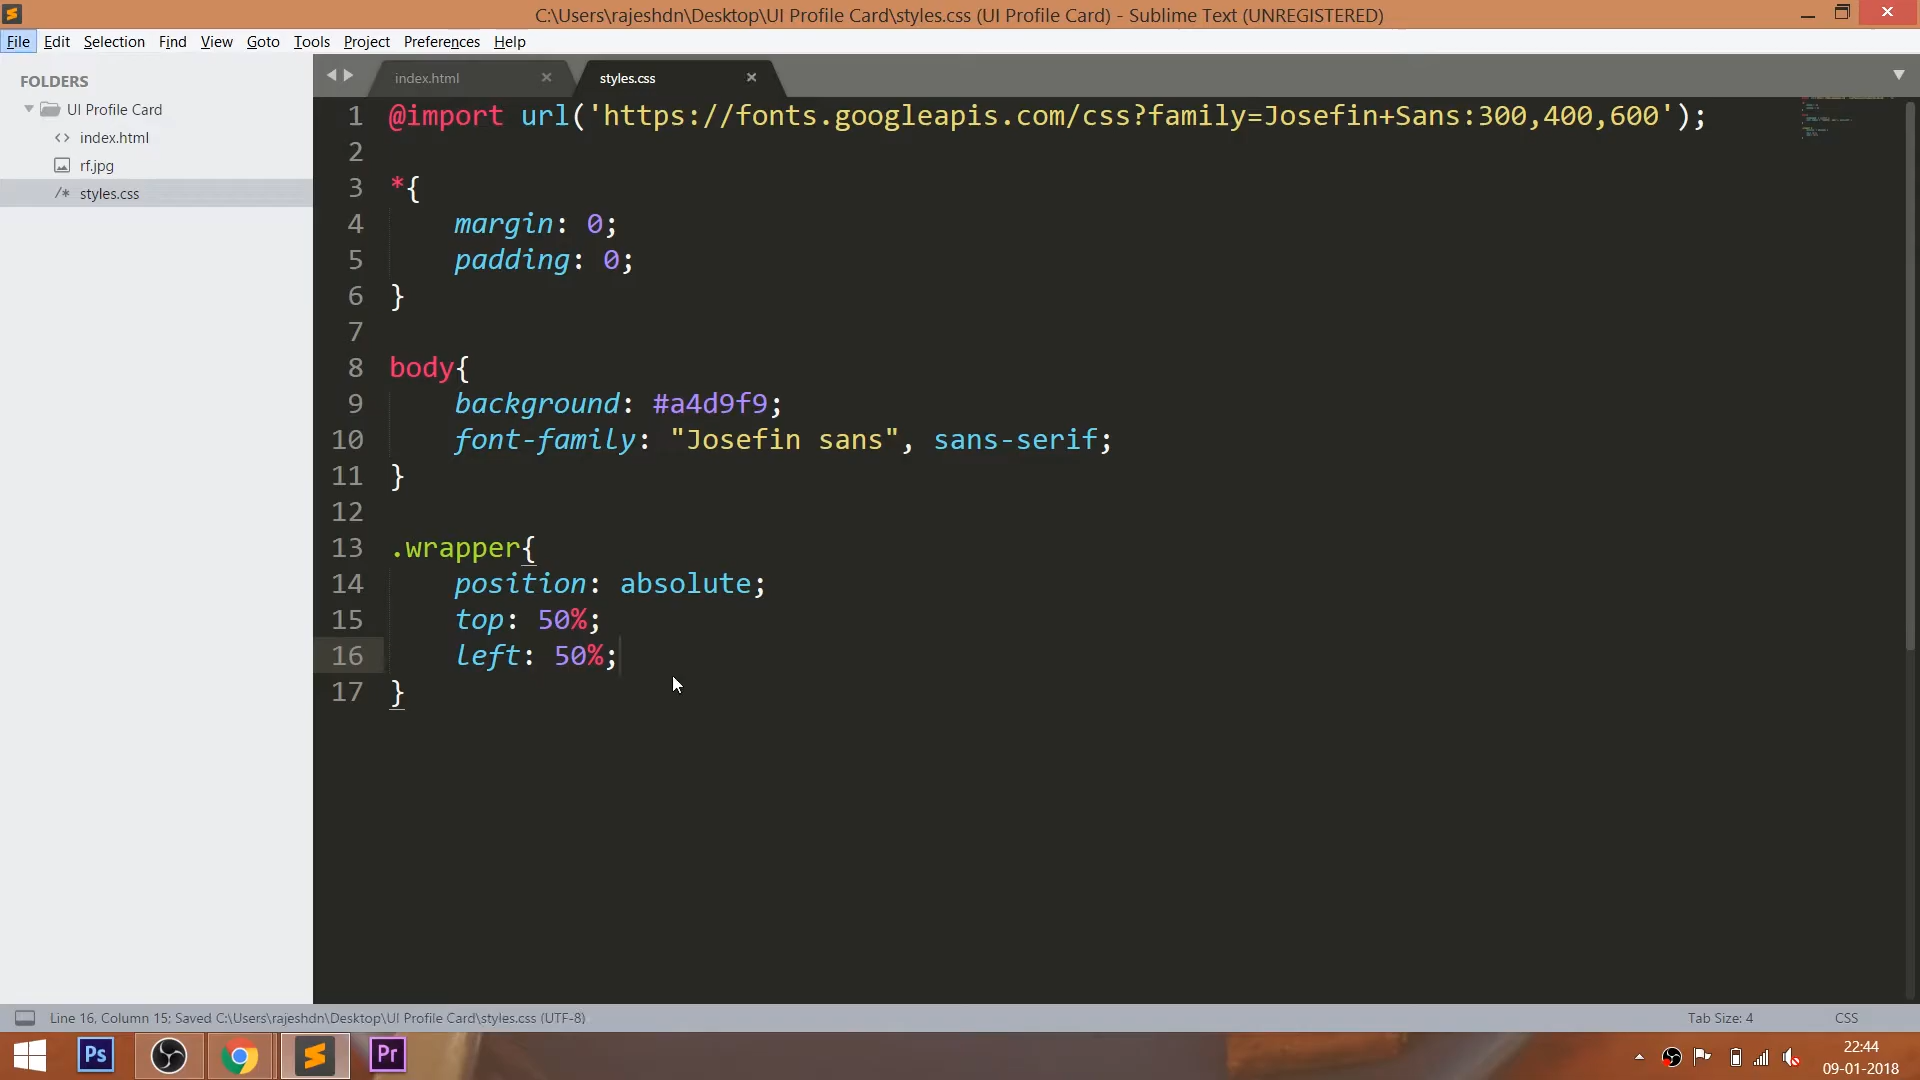 C:\Users\rajeshdn\Desktop\UI Profile Card\styles.css (UI Profile Card) - Sublime Text (UNREGISTERED)
File Edit Selection Find View Goto Tools Project Preferences Help
FOLDERS
UI Profile Card
<> index.html
rf.jpg
/* styles.css
index.html
styles.css
1 @import url('https://fonts.googleapis.com/css?family=Josefin+Sans:300,400,600');
2
3 *{
4 margin: 0;
5 padding: 0;
6 }
7
8 body{
9 background: #a4d9f9;
10 font-family: "Josefin sans", sans-serif;
11 }
12
13 .wrapper{
14 position: absolute;
15 top: 50%;
16 left: 50%;
17 }
Line 16, Column 15; Saved C:\Users\rajeshdn\Desktop\UI Profile Card\styles.css (UTF-8)
Tab Size: 4
CSS
Ps
Pr
22:44
09-01-2018